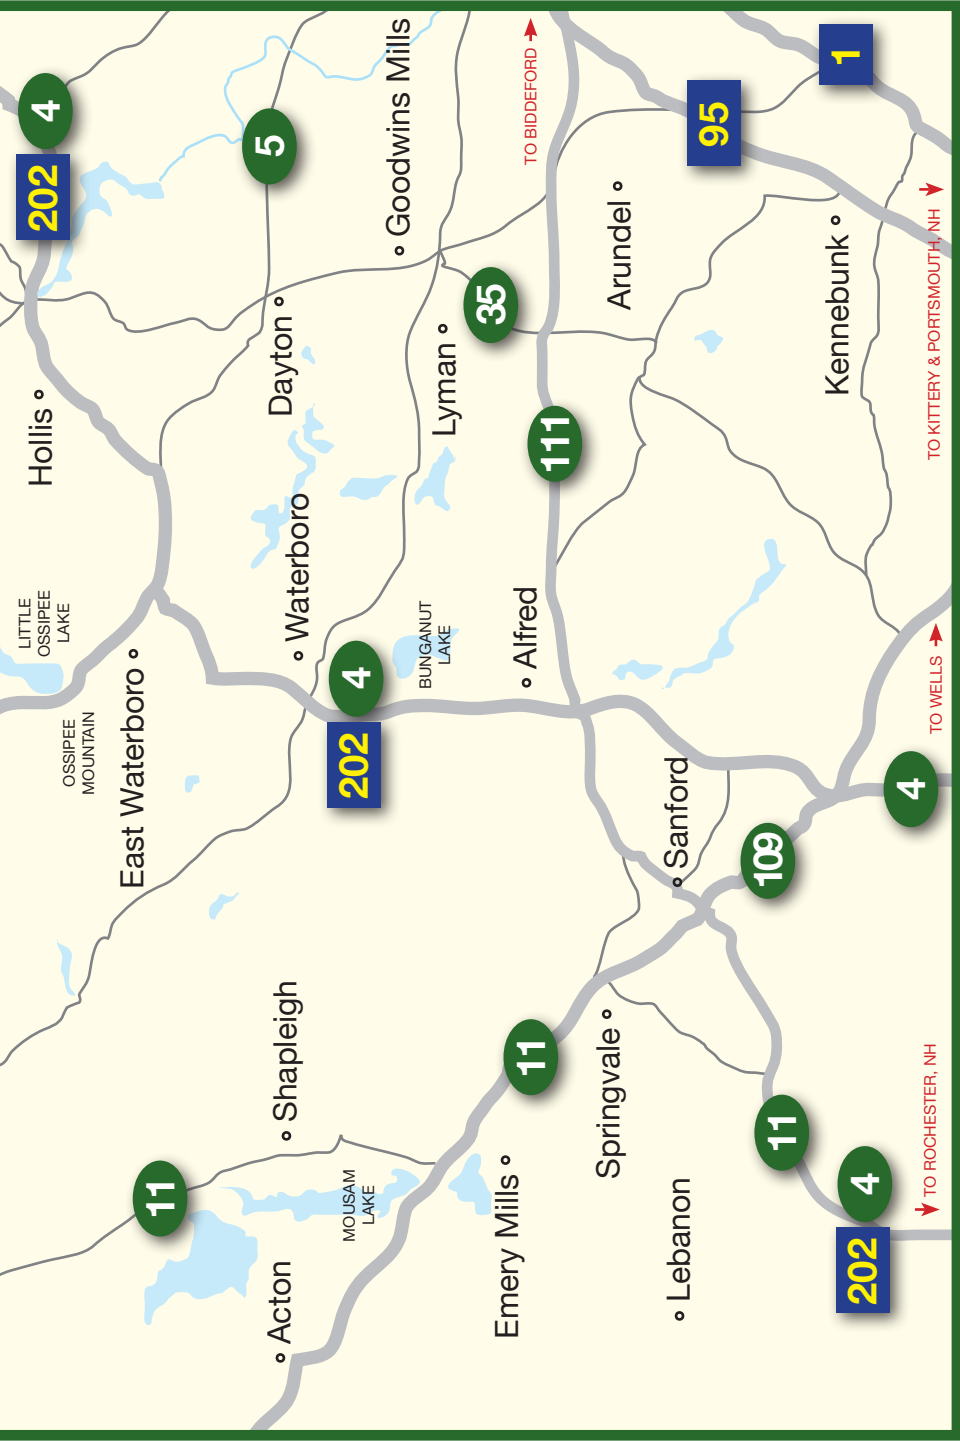 LITTLE
OSSIPEE
LAKE
Hollis
202
4
OSSIPEE
MOUNTAIN
East Waterboro
11
5
Acton
Shapleigh
Waterboro
Dayton
MOUSAM
LAKE
202
4
Goodwins Mills
BUNGANUT
LAKE
Lyman
35
Emery Mills
11
Alfred
111
TO BIDDEFORD
Springvale
Arundel
Lebanon
Sanford
95
109
11
Kennebunk
1
202
4
4
TO ROCHESTER, NH
TO WELLS
TO KITTERY & PORTSMOUTH, NH